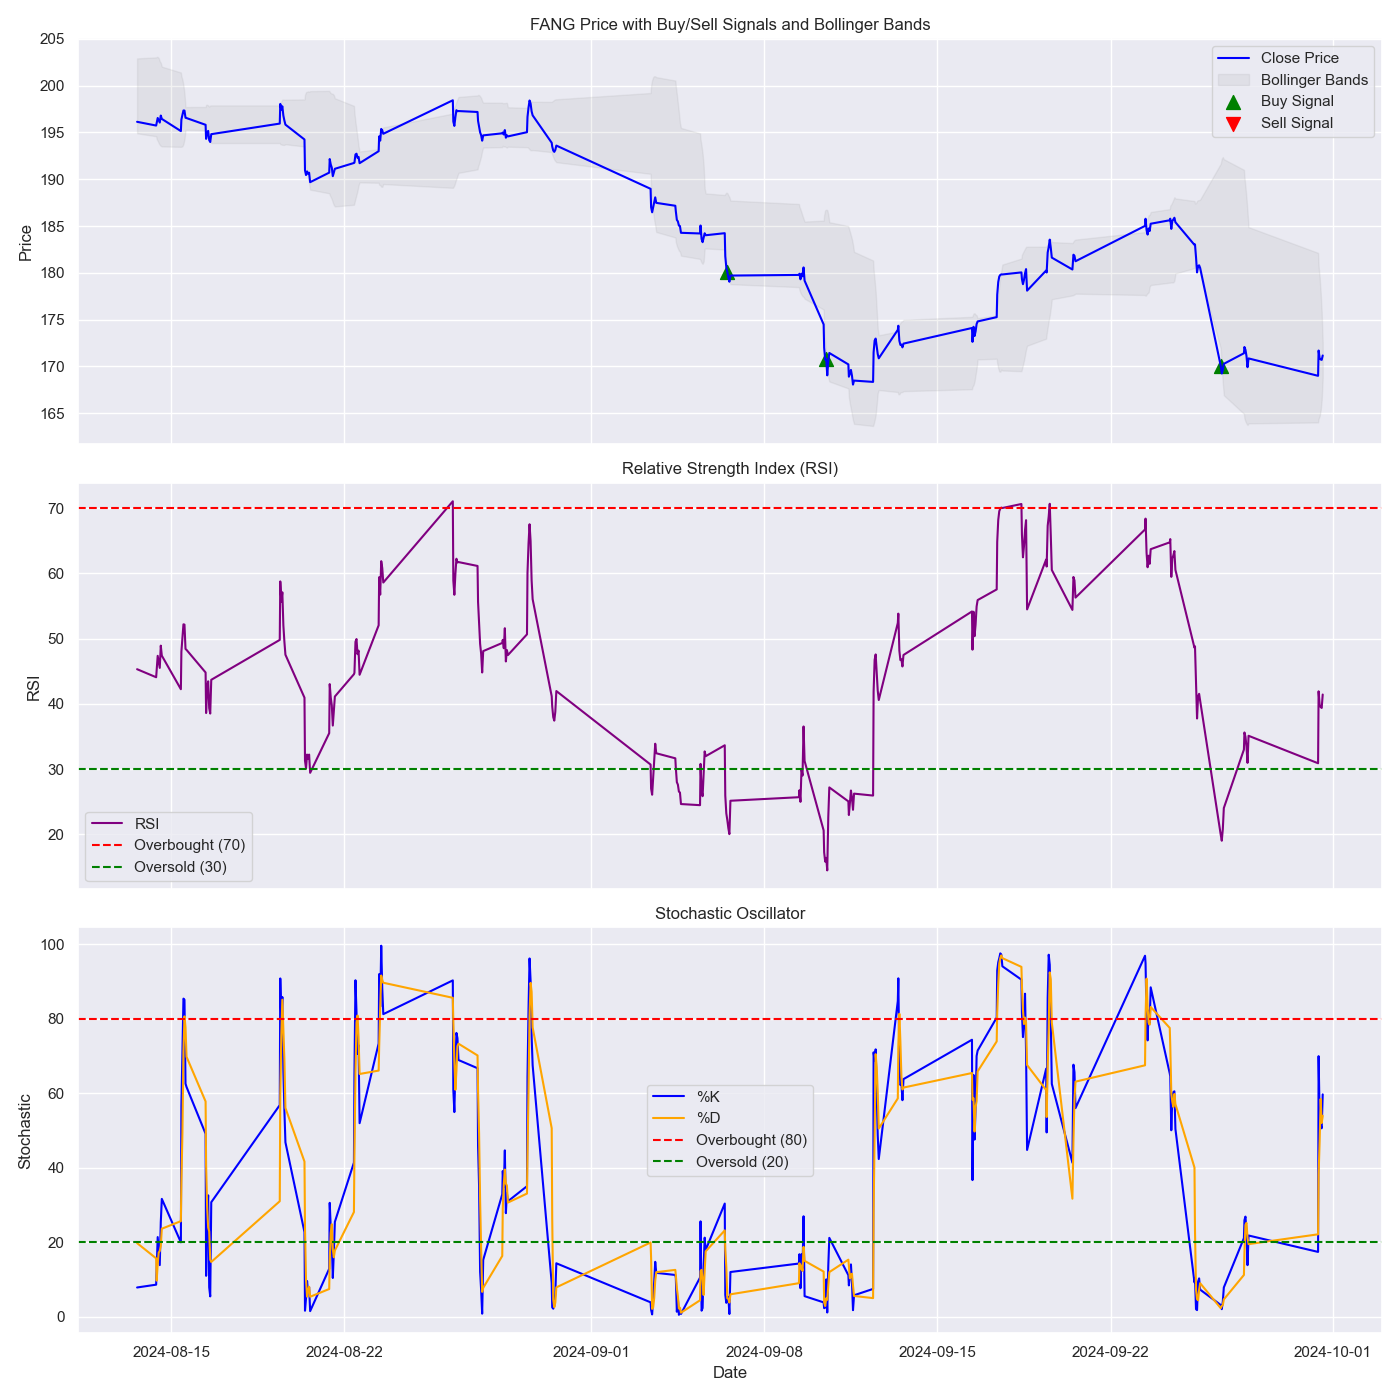 FANG Price with Buy/Sell Signals and Bollinger Bands
205
200
195
190
185
180
175
170
165
Price
Close Price
Bollinger Bands
Buy Signal
Sell Signal
Relative Strength Index (RSI)
70
60
50
40
30
20
RSI
RSI
Overbought (70)
Oversold (30)
Stochastic Oscillator
100
80
60
40
20
0
Stochastic
%K
%D
Overbought (80)
Oversold (20)
2024-08-15
2024-08-22
2024-09-01
2024-09-08
2024-09-15
2024-09-22
2024-10-01
Date